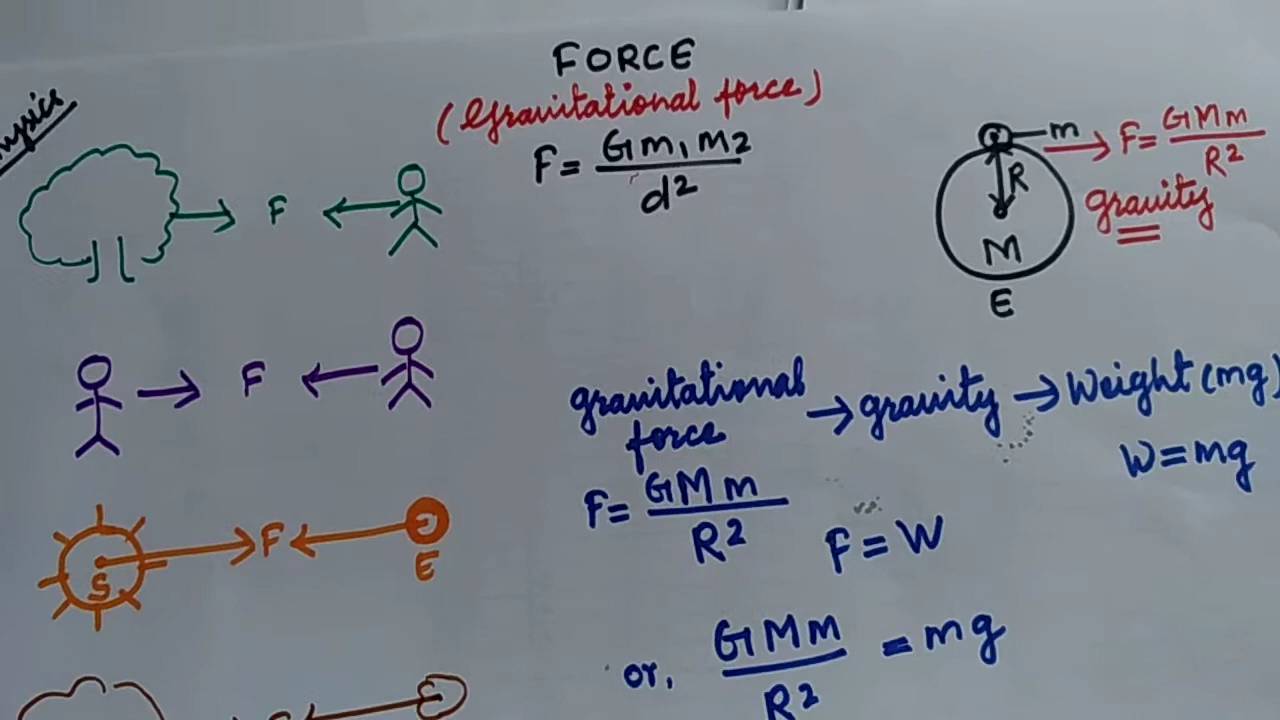 FORCE
(Gravitational force)
F = Gm₁m₂ / d²
F
F
S F E
m
F = GMm / R²
R
gravity
M
E
gravitational force → gravity → Weight (mg)
W = mg
F = GMm / R²
F = W
or, GMm / R² = mg